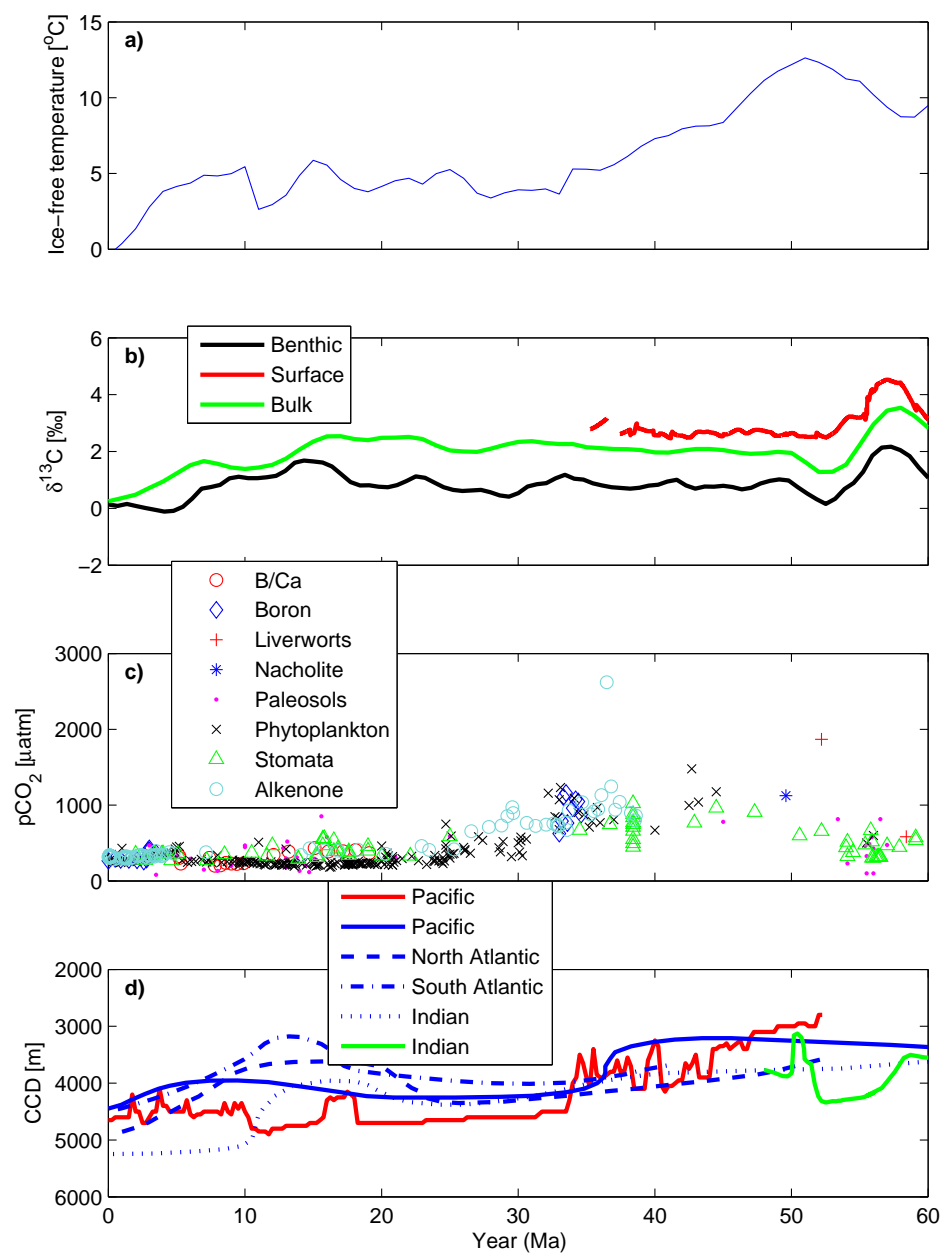 a)
Ice−free temperature [°C]
15
10
5
0
b)
δ13C [‰]
6
4
2
0
−2
Benthic
Surface
Bulk
c)
pCO2 [µatm]
3000
2000
1000
0
B/Ca
Boron
Liverworts
Nacholite
Paleosols
Phytoplankton
Stomata
Alkenone
d)
CCD [m]
2000
3000
4000
5000
6000
Pacific
Pacific
North Atlantic
South Atlantic
Indian
Indian
0 10 20 30 40 50 60
Year (Ma)